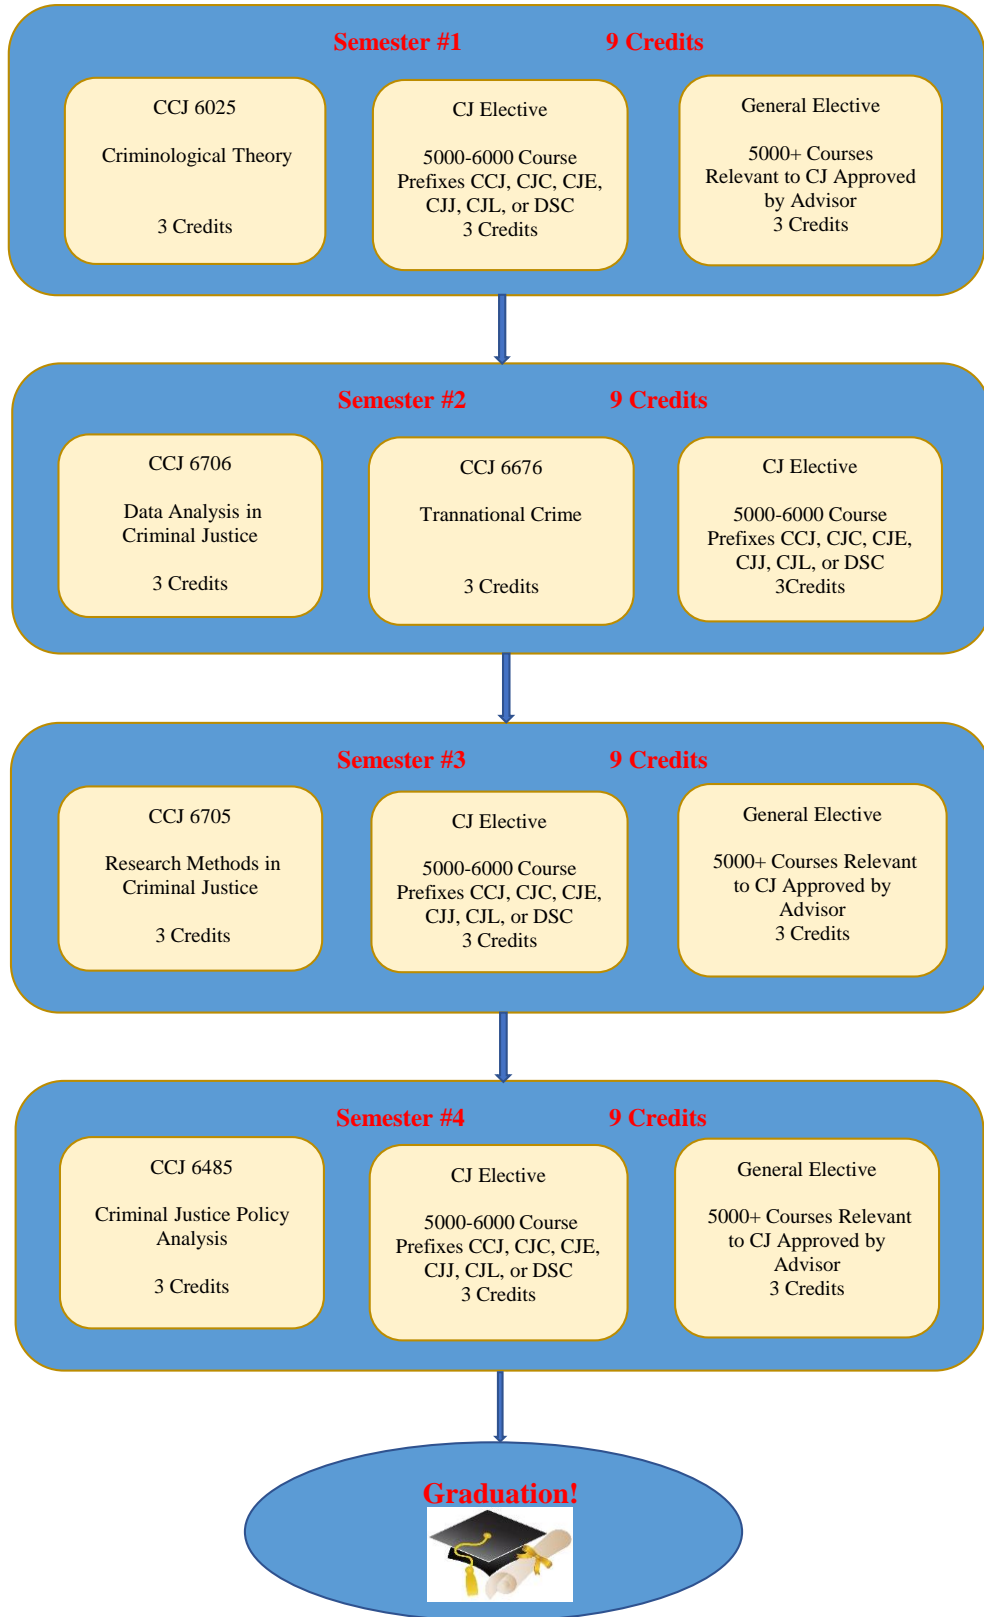 Semester #1 9 Credits
CCJ 6025
Criminological Theory
3 Credits
CJ Elective
5000-6000 Course
Prefixes CCJ, CJC, CJE,
CJJ, CJL, or DSC
3 Credits
General Elective
5000+ Courses
Relevant to CJ Approved
by Advisor
3 Credits
Semester #2 9 Credits
CCJ 6706
Data Analysis in
Criminal Justice
3 Credits
CCJ 6676
Trannational Crime
3 Credits
CJ Elective
5000-6000 Course
Prefixes CCJ, CJC, CJE,
CJJ, CJL, or DSC
3Credits
Semester #3 9 Credits
CCJ 6705
Research Methods in
Criminal Justice
3 Credits
CJ Elective
5000-6000 Course
Prefixes CCJ, CJC, CJE,
CJJ, CJL, or DSC
3 Credits
General Elective
5000+ Courses Relevant
to CJ Approved by
Advisor
3 Credits
Semester #4 9 Credits
CCJ 6485
Criminal Justice Policy
Analysis
3 Credits
CJ Elective
5000-6000 Course
Prefixes CCJ, CJC, CJE,
CJJ, CJL, or DSC
3 Credits
General Elective
5000+ Courses Relevant
to CJ Approved by
Advisor
3 Credits
Graduation!